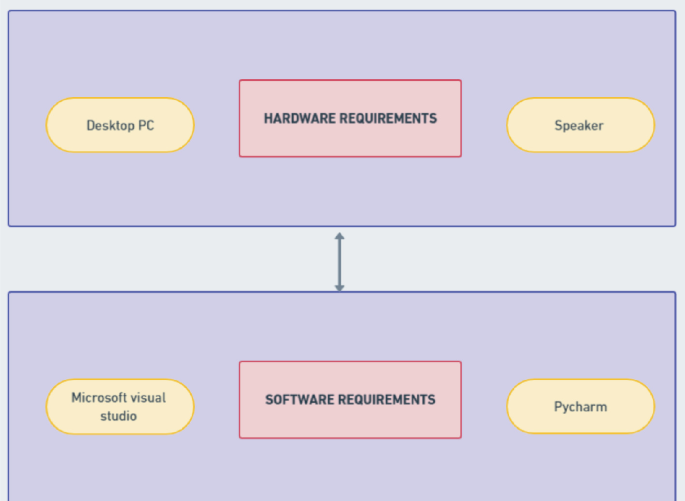 Desktop PC
HARDWARE REQUIREMENTS
Speaker
Microsoft visual
studio
SOFTWARE REQUIREMENTS
Pycharm